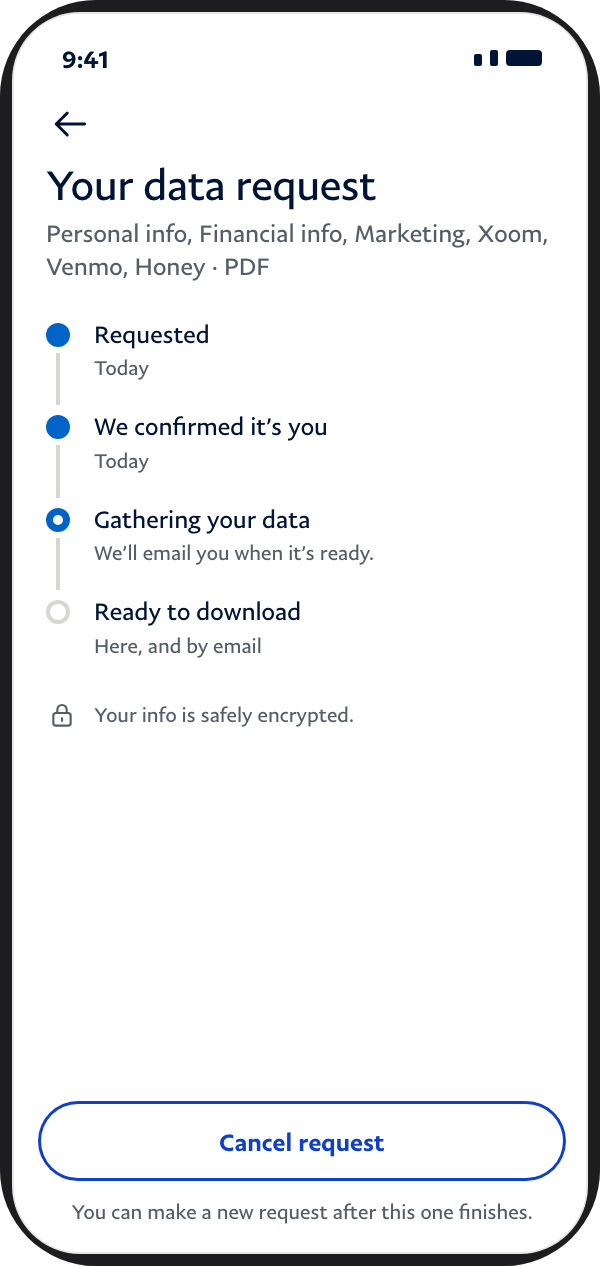 9:41
Your data request
Personal info, Financial info, Marketing, Xoom,
Venmo, Honey · PDF
Requested
Today
We confirmed it’s you
Today
Gathering your data
We’ll email you when it’s ready.
Ready to download
Here, and by email
Your info is safely encrypted.
Cancel request
You can make a new request after this one finishes.